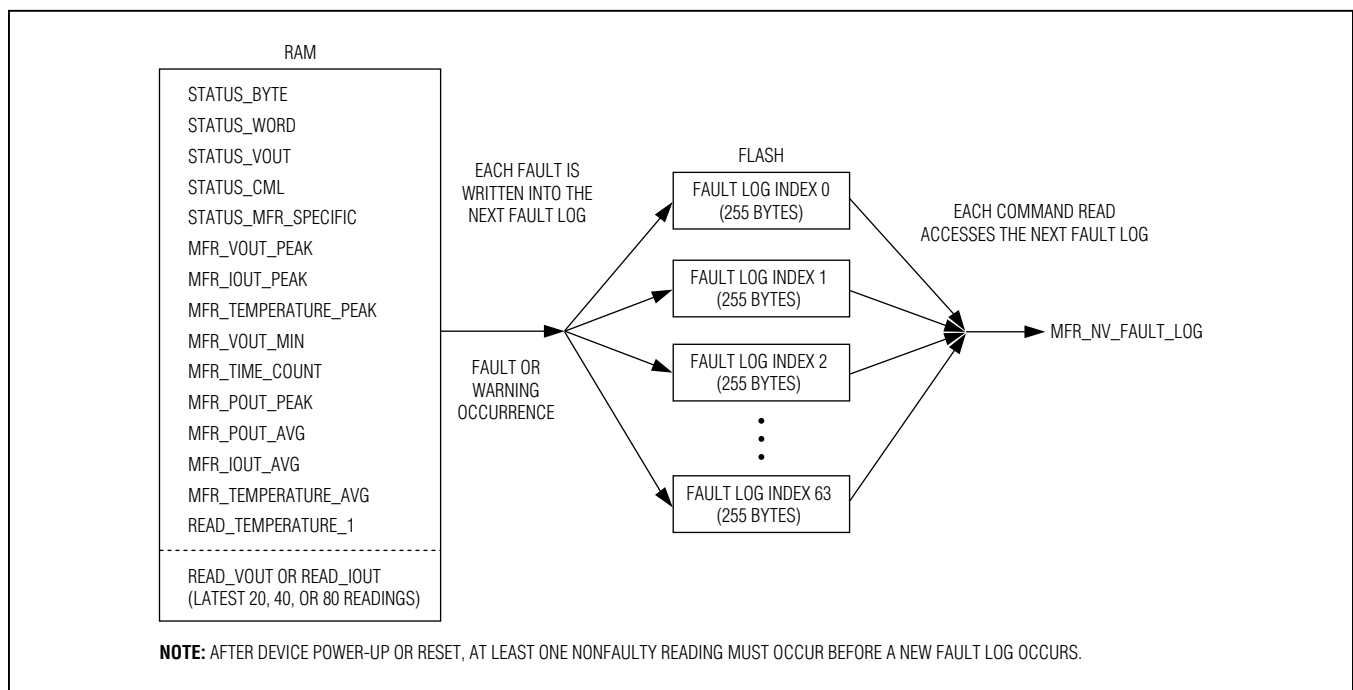 RAM
STATUS_BYTE
STATUS_WORD
STATUS_VOUT
STATUS_CML
STATUS_MFR_SPECIFIC
MFR_VOUT_PEAK
MFR_IOUT_PEAK
MFR_TEMPERATURE_PEAK
MFR_VOUT_MIN
MFR_TIME_COUNT
MFR_POUT_PEAK
MFR_POUT_AVG
MFR_IOUT_AVG
MFR_TEMPERATURE_AVG
READ_TEMPERATURE_1
READ_VOUT OR READ_IOUT
(LATEST 20, 40, OR 80 READINGS)
EACH FAULT IS
WRITTEN INTO THE
NEXT FAULT LOG
FAULT OR
WARNING
OCCURRENCE
FLASH
FAULT LOG INDEX 0
(255 BYTES)
FAULT LOG INDEX 1
(255 BYTES)
FAULT LOG INDEX 2
(255 BYTES)
FAULT LOG INDEX 63
(255 BYTES)
EACH COMMAND READ
ACCESSES THE NEXT FAULT LOG
MFR_NV_FAULT_LOG
NOTE: AFTER DEVICE POWER-UP OR RESET, AT LEAST ONE NONFAULTY READING MUST OCCUR BEFORE A NEW FAULT LOG OCCURS.